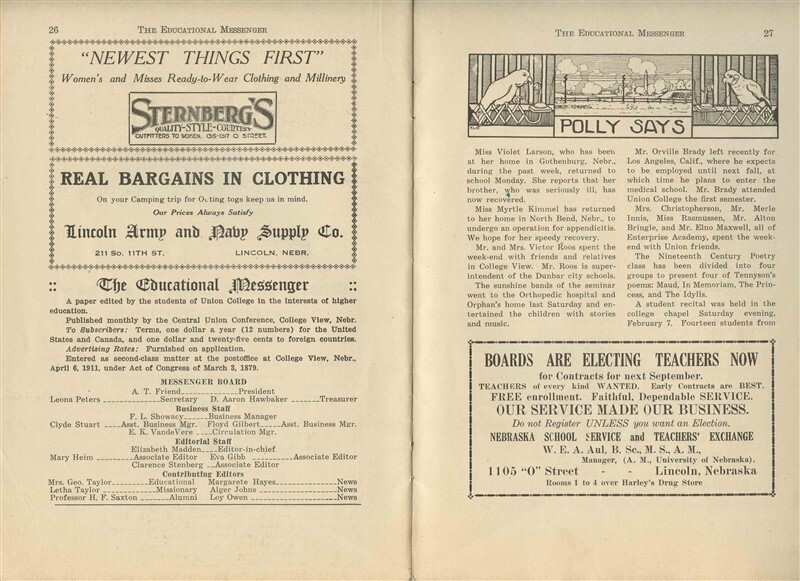 26 THE EDUCATIONAL MESSENGER
"NEWEST THINGS FIRST"
Women's and Misses Ready-to-Wear Clothing and Millinery
STERNBERG'S
QUALITY-STYLE-COURTESY
OUTFITTERS TO WOMEN. 1315-1317 O STREET.
REAL BARGAINS IN CLOTHING
On your Camping trip for Outing togs keep us in mind.
Our Prices Always Satisfy
Lincoln Army and Navy Supply Co.
211 So. 11TH ST. LINCOLN, NEBR.
:: The Educational Messenger ::
A paper edited by the students of Union College in the interests of higher
education.
Published monthly by the Central Union Conference, College View, Nebr.
To Subscribers: Terms, one dollar a year (12 numbers) for the United
States and Canada, and one dollar and twenty-five cents to foreign countries.
Advertising Rates: Furnished on application.
Entered as second-class matter at the postoffice at College View, Nebr.,
April 6, 1911, under Act of Congress of March 3, 1879.
MESSENGER BOARD
A. T. Friend____________President
Leona Peters ____________Secretary D. Aaron Hawbaker __________Treasurer
Business Staff
F. L. Showacy______Business Manager
Clyde Stuart ____Asst. Business Mgr. Floyd Gilbert_____Asst. Business Mgr.
E. K. VandeVere ____Circulation Mgr.
Editorial Staff
Elizabeth Madden____Editor-in-chief
Mary Heim __________Associate Editor Eva Gibb ___________Associate Editor
Clarence Stenberg __Associate Editor
Contributing Editors
Mrs. Geo. Taylor________Educational Margarete Hayes_______________News
Letha Taylor ____________Missionary Alger Johns __________________News
Professor H. F. Saxton ______Alumni Loy Owen _____________________News
THE EDUCATIONAL MESSENGER 27
POLLY SAYS
Miss Violet Larson, who has been
at her home in Gothenburg, Nebr.,
during the past week, returned to
school Monday. She reports that her
brother, who was seriously ill, has
now recovered.
Miss Myrtle Kimmel has returned
to her home in North Bend, Nebr., to
undergo an operation for appendicitis.
We hope for her speedy recovery.
Mr. and Mrs. Victor Roos spent the
week-end with friends and relatives
in College View. Mr. Roos is super-
intendent of the Dunbar city schools.
The sunshine bands of the seminar
went to the Orthopedic hospital and
Orphan's home last Saturday and en-
tertained the children with stories
and music.
Mr. Orville Brady left recently for
Los Angeles, Calif., where he expects
to be employed until next fall, at
which time he plans to enter the
medical school. Mr. Brady attended
Union College the first semester.
Mrs. Christopherson, Mr. Merle
Innis, Miss Rasmussen, Mr. Alton
Bringle, and Mr. Elno Maxwell, all of
Enterprise Academy, spent the week-
end with Union friends.
The Nineteenth Century Poetry
class has been divided into four
groups to present four of Tennyson's
poems: Maud, In Memoriam, The Prin-
cess, and The Idylls.
A student recital was held in the
college chapel Saturday evening,
February 7. Fourteen students from
BOARDS ARE ELECTING TEACHERS NOW
for Contracts for next September.
TEACHERS of every kind WANTED. Early Contracts are BEST.
FREE enrollment. Faithful, Dependable SERVICE.
OUR SERVICE MADE OUR BUSINESS.
Do not Register UNLESS you want an Election.
NEBRASKA SCHOOL SERVICE and TEACHERS' EXCHANGE
W. E. A. Aul, B. Sc., M. S., A. M.,
Manager, (A. M., University of Nebraska).
1105 "O" Street - - Lincoln, Nebraska
Rooms 1 to 4 over Harley's Drug Store